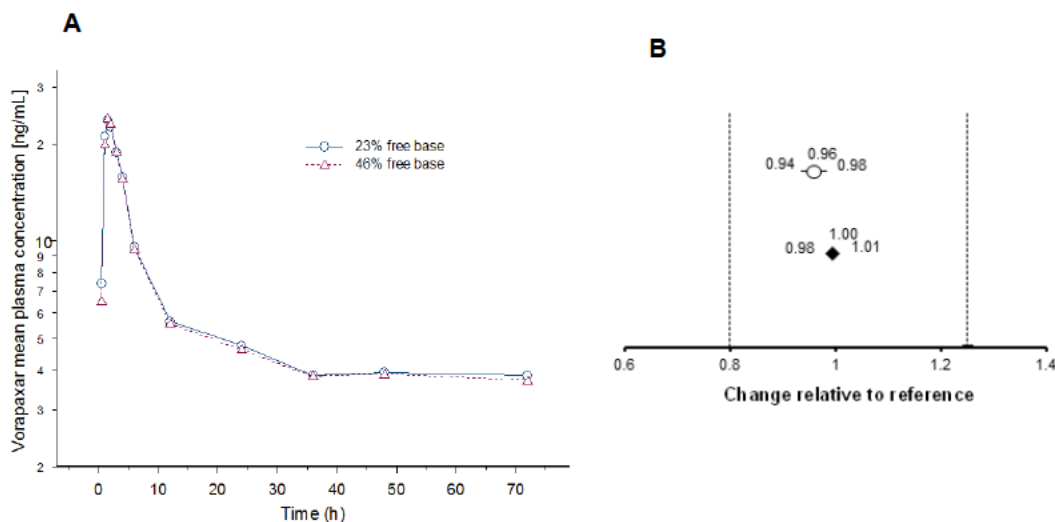 A
B
Vorapaxar mean plasma concentration [ng/mL]
3
2
10
9
8
7
6
5
4
3
2
23% free base
46% free base
0 10 20 30 40 50 60 70
Time (h)
0.94 0.96 0.98
0.98 1.00 1.01
0.6 0.8 1 1.2 1.4
Change relative to reference